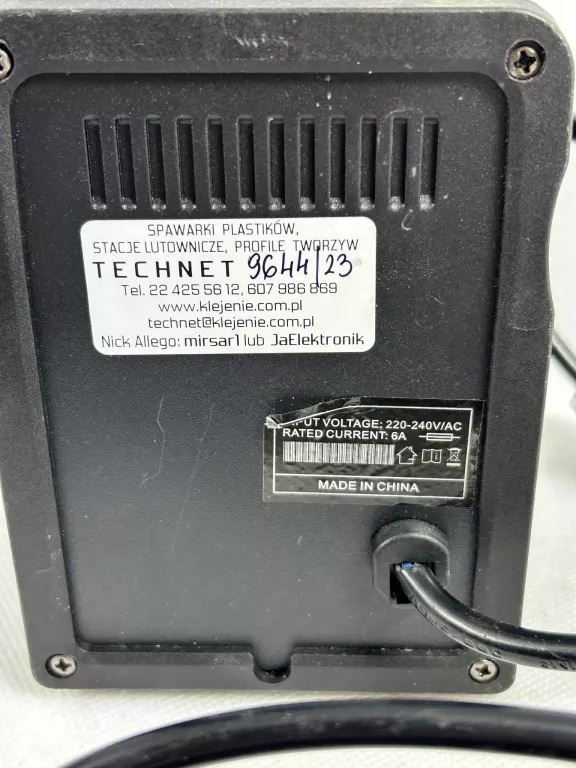 SPAWARKI PLASTIKÓW,
STACJE LUTOWNICZE, PROFILE TWORZYW
TECHNET 9644/23
Tel. 22 425 56 12, 607 986 869
www.klejenie.com.pl
technet@klejenie.com.pl
Nick Allego: mirsar1 lub JaElektronik
PUT VOLTAGE: 220-240V/AC
RATED CURRENT: 6A
MADE IN CHINA